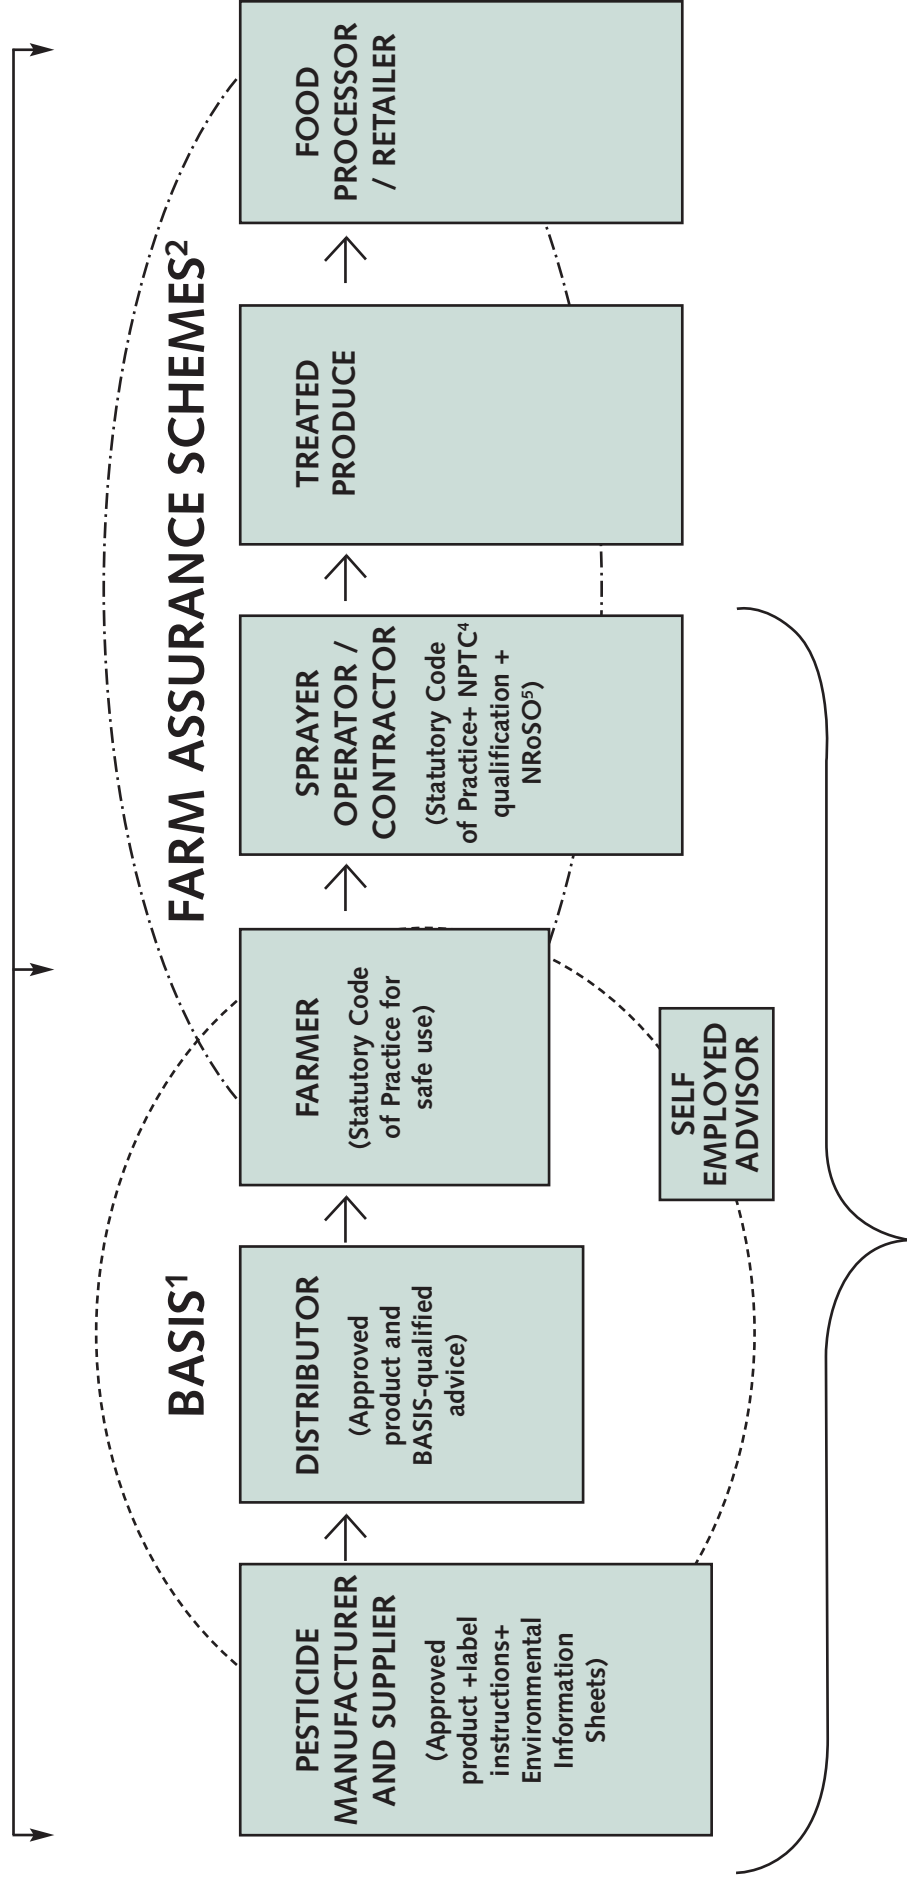 BASIS¹
FARM ASSURANCE SCHEMES²
PESTICIDE
MANUFACTURER
AND SUPPLIER
(Approved
product +label
instructions+
Environmental
Information
Sheets)
DISTRIBUTOR
(Approved
product and
BASIS-qualified
advice)
FARMER
(Statutory Code
of Practice for
safe use)
SPRAYER
OPERATOR /
CONTRACTOR
(Statutory Code
of Practice+ NPTC⁴
qualification +
NRoSO⁵)
TREATED
PRODUCE
FOOD
PROCESSOR
/ RETAILER
SELF
EMPLOYED
ADVISOR